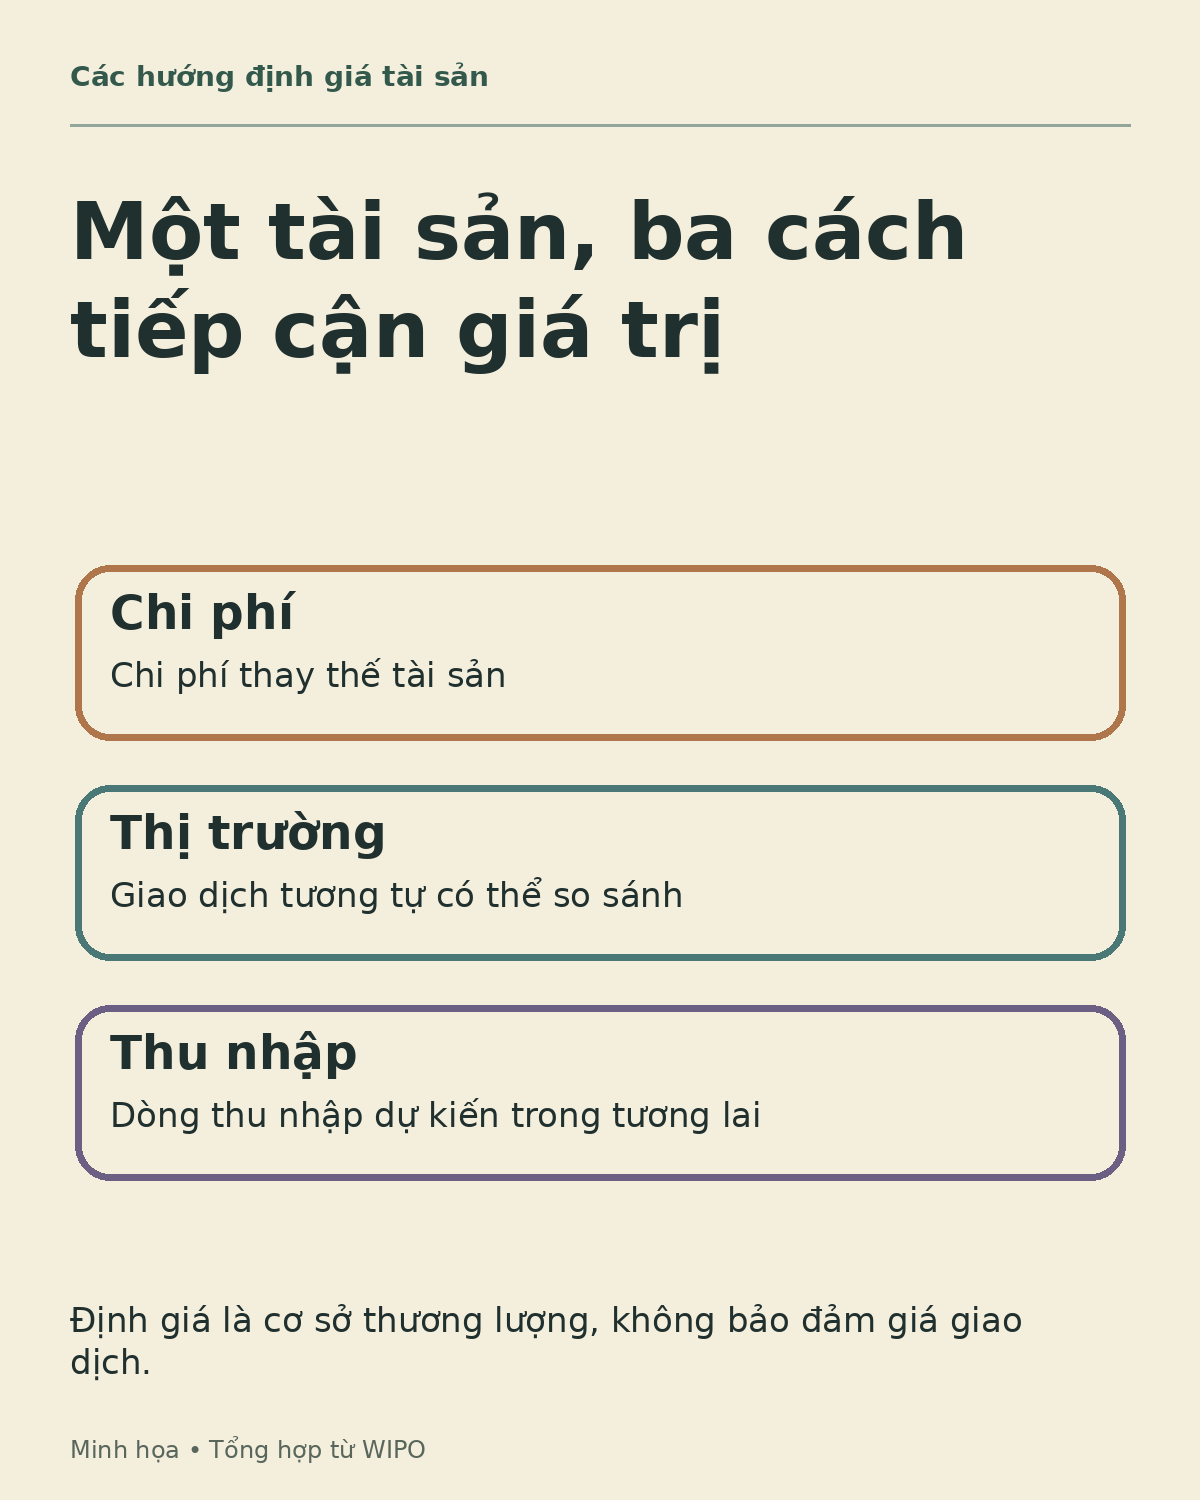 Các hướng định giá tài sản
Một tài sản, ba cách
tiếp cận giá trị
Chi phí
Chi phí thay thế tài sản
Thị trường
Giao dịch tương tự có thể so sánh
Thu nhập
Dòng thu nhập dự kiến trong tương lai
Định giá là cơ sở thương lượng, không bảo đảm giá giao
dịch.
Minh họa • Tổng hợp từ WIPO